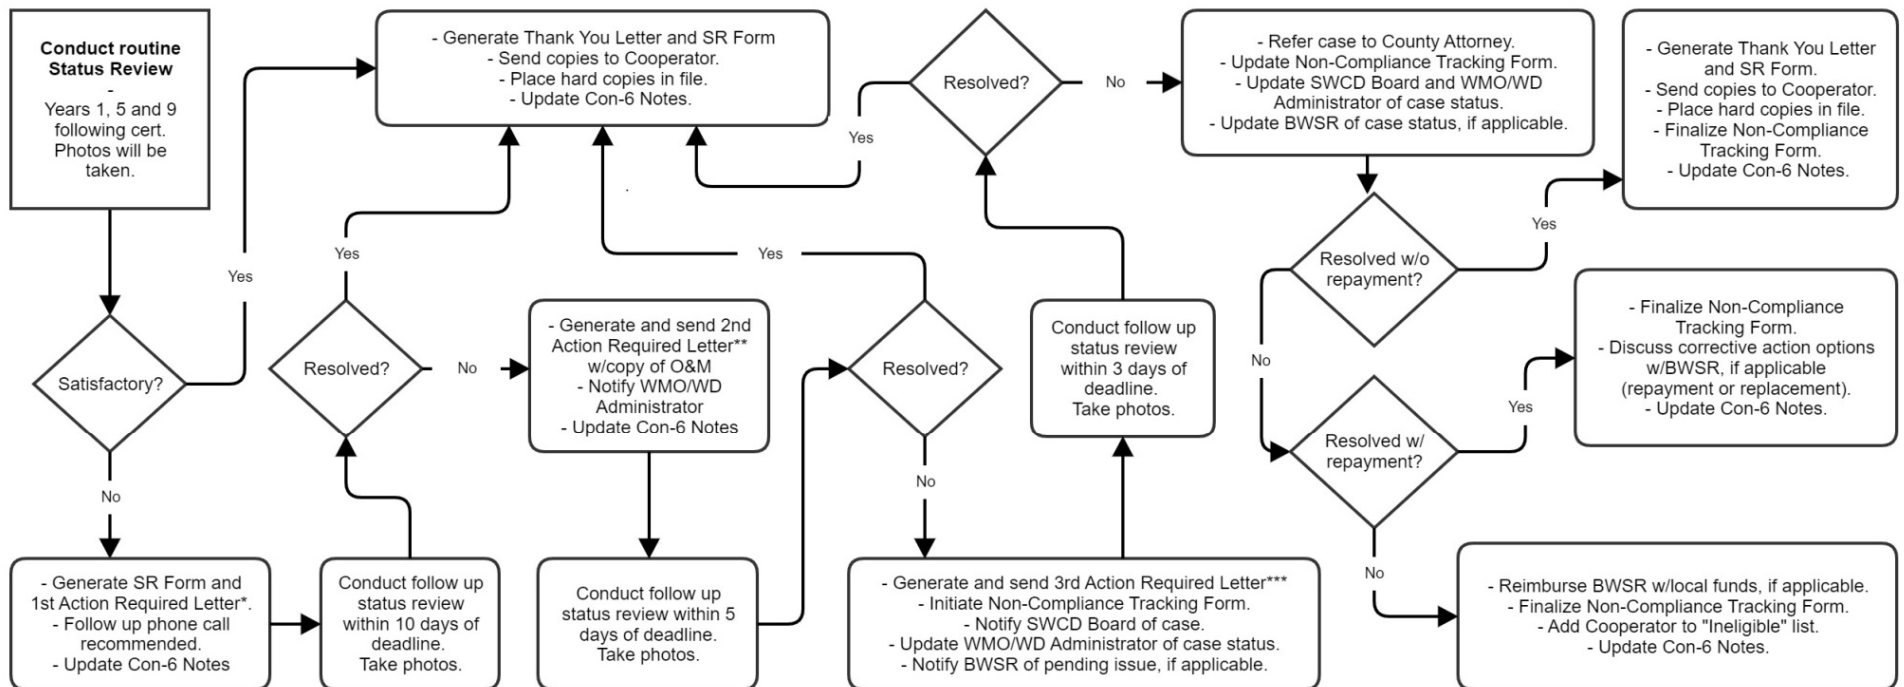 Conduct routine
Status Review
-
Years 1, 5 and 9
following cert.
Photos will be
taken.
Satisfactory?
Yes
No
- Generate SR Form and
1st Action Required Letter*.
- Follow up phone call
recommended.
- Update Con-6 Notes
Conduct follow up
status review
within 10 days of
deadline.
Take photos.
Resolved?
Yes
No
- Generate Thank You Letter and SR Form
- Send copies to Cooperator.
- Place hard copies in file.
- Update Con-6 Notes.
- Generate and send 2nd
Action Required Letter**
w/copy of O&M
- Notify WMO/WD
Administrator
- Update Con-6 Notes
Conduct follow up
status review within 5
days of deadline.
Take photos.
Resolved?
Yes
No
- Generate and send 3rd Action Required Letter***
- Initiate Non-Compliance Tracking Form.
- Notify SWCD Board of case.
- Update WMO/WD Administrator of case status.
- Notify BWSR of pending issue, if applicable.
Conduct follow up
status review
within 3 days of
deadline.
Take photos.
Resolved?
Yes
No
- Refer case to County Attorney.
- Update Non-Compliance Tracking Form.
- Update SWCD Board and WMO/WD
Administrator of case status.
- Update BWSR of case status, if applicable.
Resolved w/o
repayment?
Yes
No
- Generate Thank You Letter
and SR Form.
- Send copies to Cooperator.
- Place hard copies in file.
- Finalize Non-Compliance
Tracking Form.
- Update Con-6 Notes.
Resolved w/
repayment?
Yes
No
- Finalize Non-Compliance
Tracking Form.
- Discuss corrective action options
w/BWSR, if applicable
(repayment or replacement).
- Update Con-6 Notes.
- Reimburse BWSR w/local funds, if applicable.
- Finalize Non-Compliance Tracking Form.
- Add Cooperator to "Ineligible" list.
- Update Con-6 Notes.